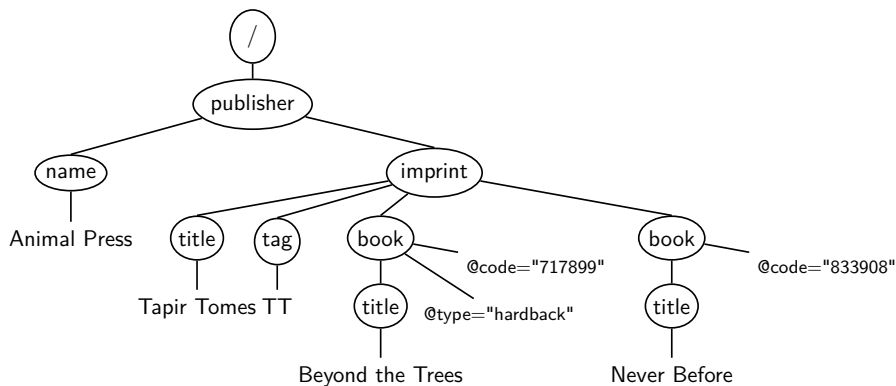 /
publisher
name
imprint
Animal Press
title
tag
book
book
@code="717899"
@code="833908"
Tapir Tomes
TT
title
@type="hardback"
title
Beyond the Trees
Never Before